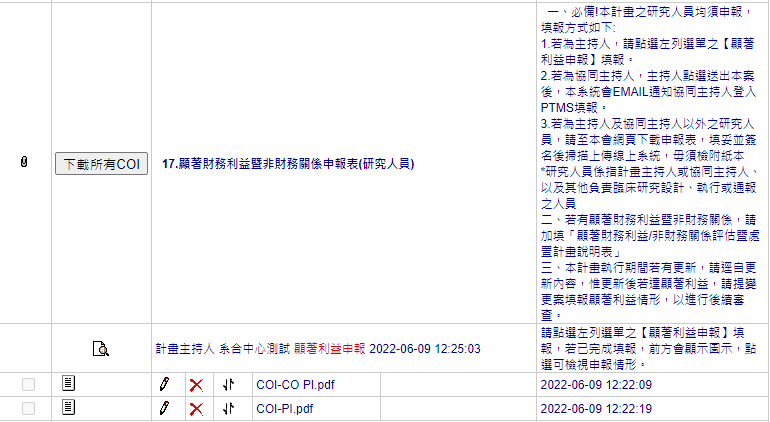 一、必備!本計畫之研究人員均須申報，
填報方式如下:
1.若為主持人，請點選左列選單之【顯著
利益申報】填報。
2.若為協同主持人，主持人點選送出本案
後，本系統會EMAIL通知協同主持人登入
PTMS填報。
3.若為主持人及協同主持人以外之研究人
員，請至本會網頁下載申報表，填妥並簽
名後掃描上傳線上系統，毋須檢附紙本
*研究人員係指計畫主持人或協同主持人、
以及其他負責臨床研究設計、執行或通報
之人員
二、若有顯著財務利益暨非財務關係，請
加填「顯著財務利益/非財務關係評估暨處
置計畫說明表」
三、本計畫執行期間若有更新，請逕自更
新內容，惟更新後若達顯著利益，請提變
更案填報顯著利益情形，以進行後續審
查。
下載所有COI
17.顯著財務利益暨非財務關係申報表(研究人員)
計畫主持人 系台中心測試 顯著利益申報 2022-06-09 12:25:03
請點選左列選單之【顯著利益申報】填
報，若已完成填報，前方會顯示圖示，點
選可檢視申報情形。
COI-CO PI.pdf
2022-06-09 12:22:09
COI-PI.pdf
2022-06-09 12:22:19